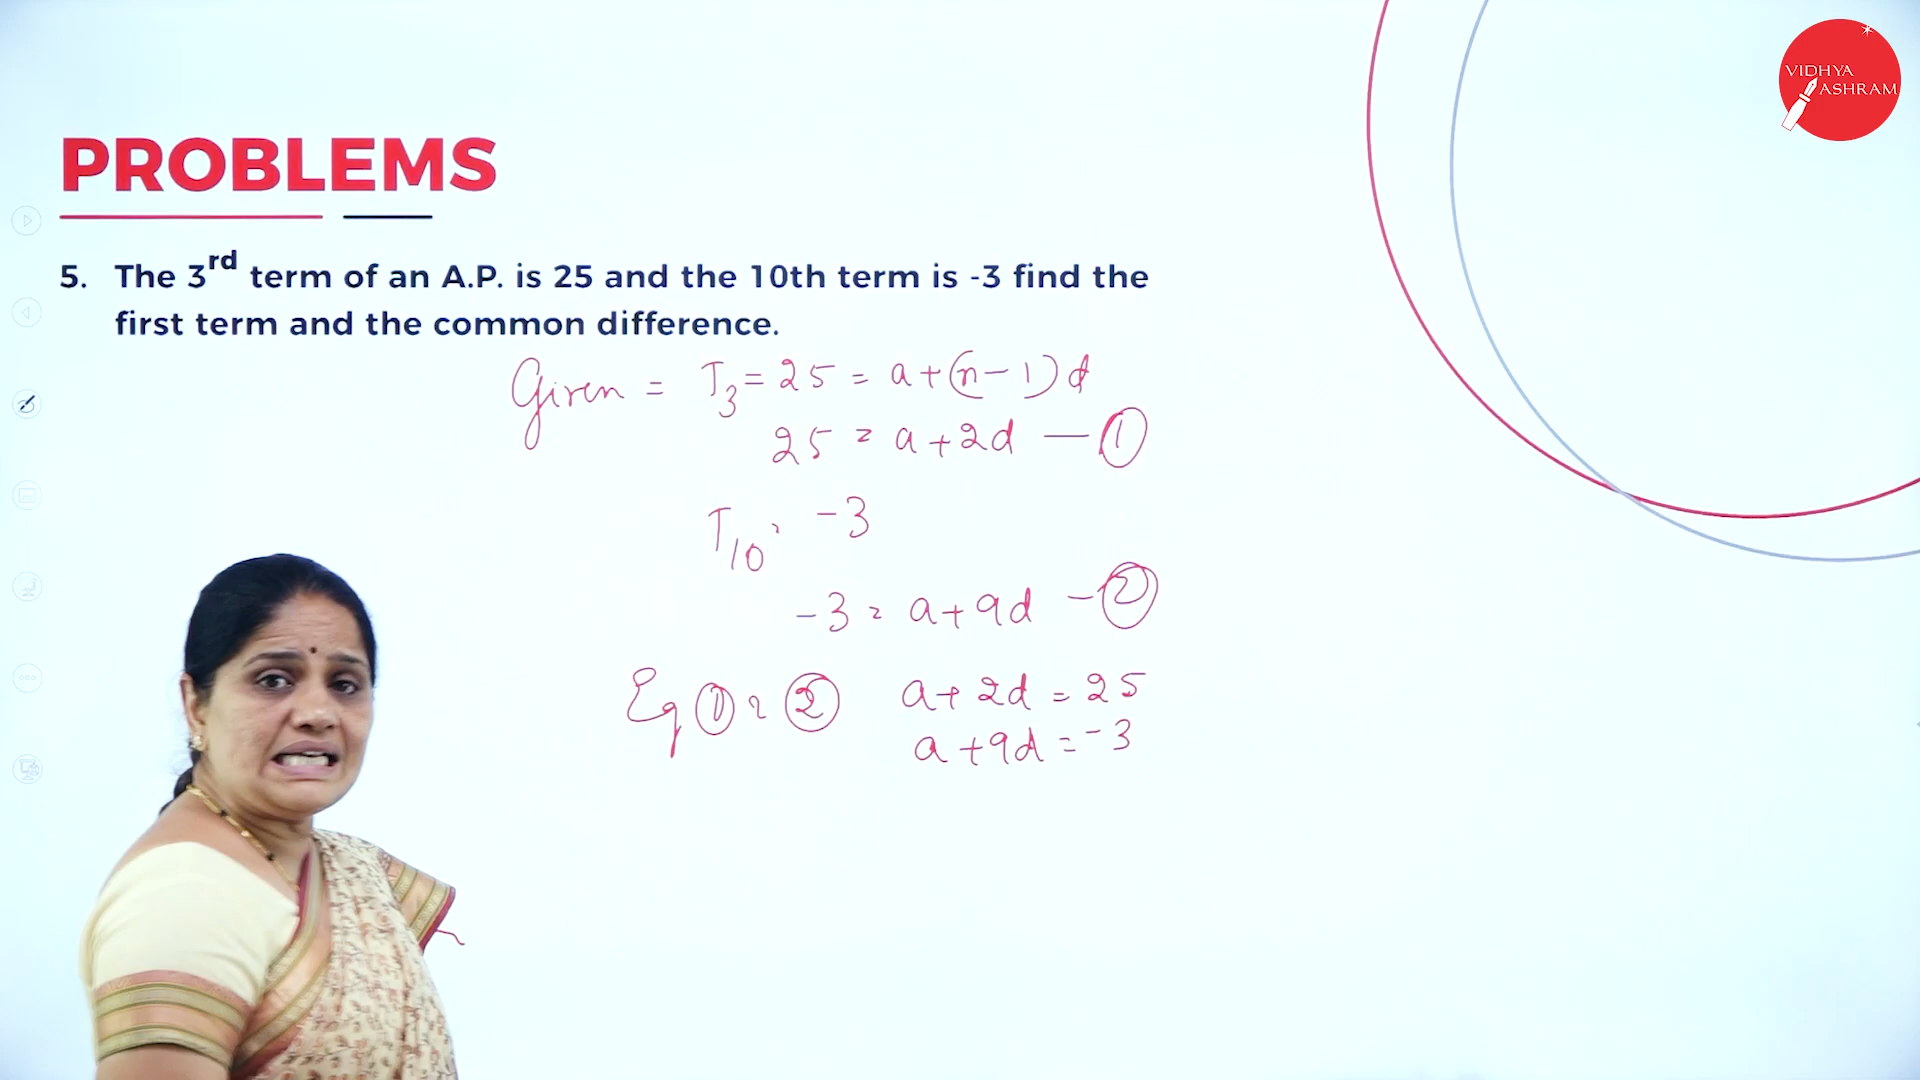 VIDHYA
ASHRAM
PROBLEMS
5. The 3rd term of an A.P. is 25 and the 10th term is -3 find the
first term and the common difference.
Given = T3 = 25 = a+(n-1)d
25 = a+2d — ①
T10 = -3
-3 = a+9d - ②
Eq ① = ② a+2d = 25
a+9d = -3